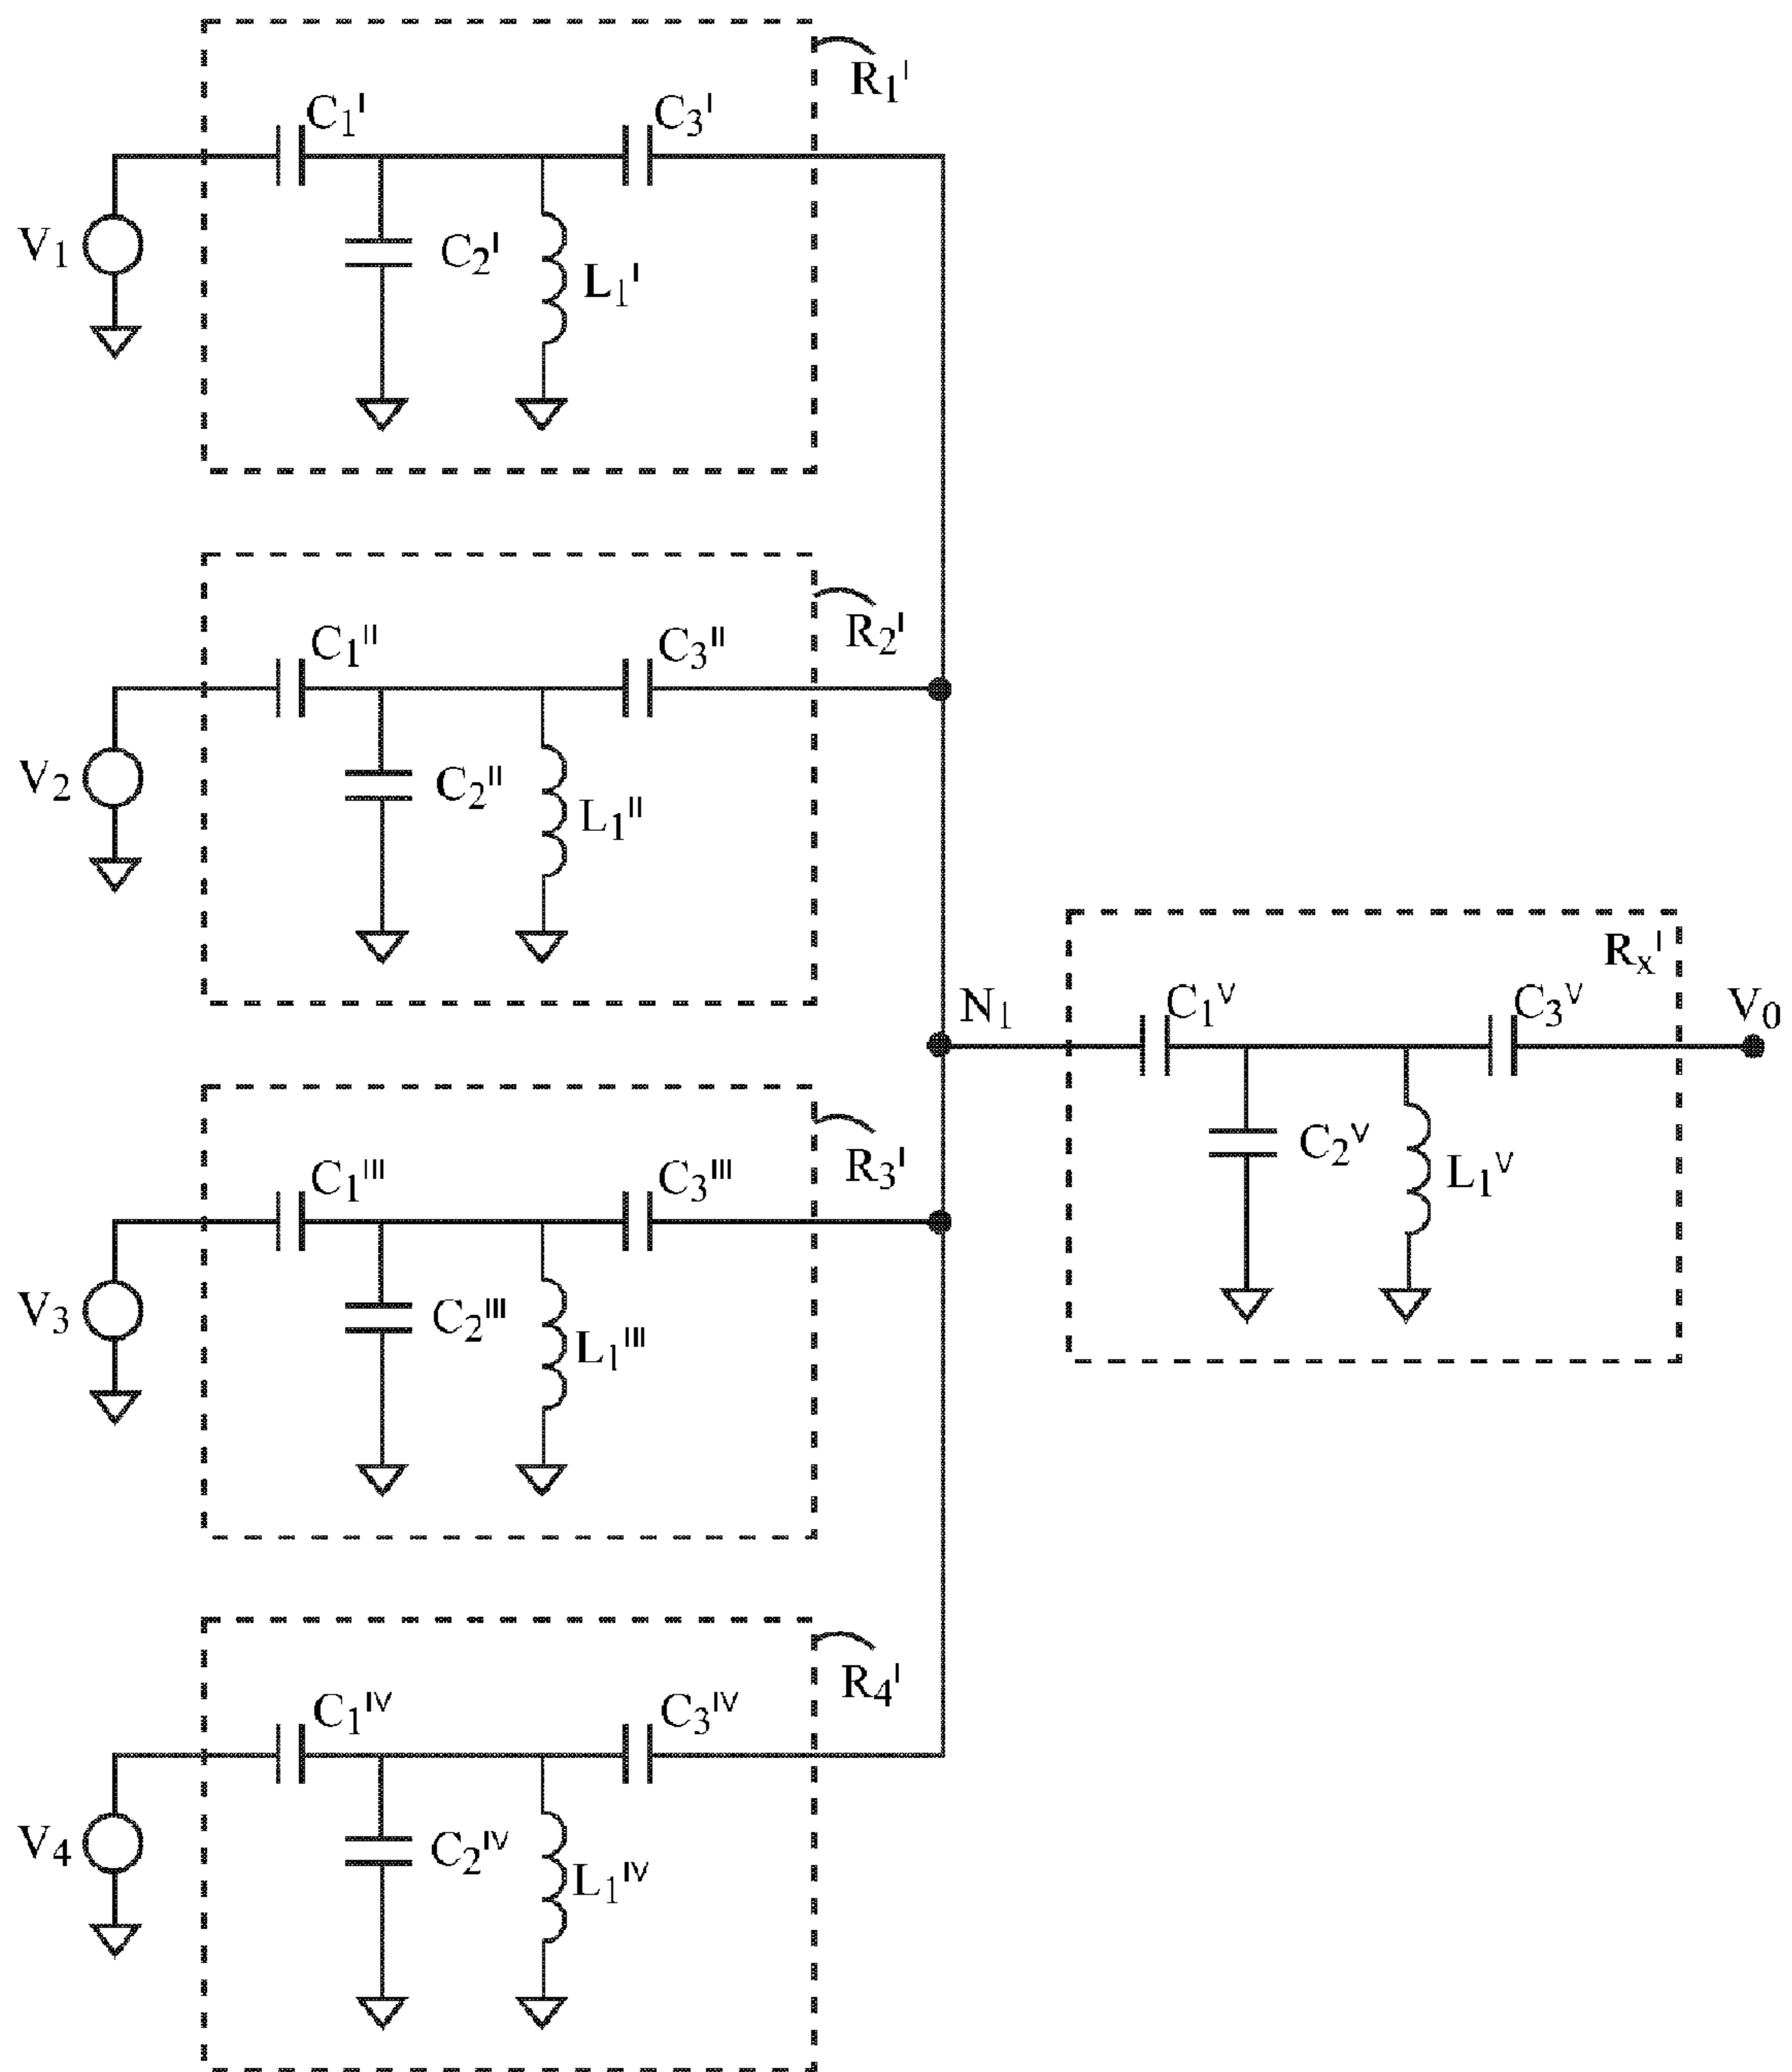 R₁ᴵ
C₁ᴵ C₃ᴵ
V₁ C₂ᴵ L₁ᴵ
R₂ᴵ
C₁ᴵᴵ C₃ᴵᴵ
V₂ C₂ᴵᴵ L₁ᴵᴵ
Rₓᴵ
N₁ C₁ⱽ C₃ⱽ V₀
C₂ⱽ L₁ⱽ
R₃ᴵ
C₁ᴵᴵᴵ C₃ᴵᴵᴵ
V₃ C₂ᴵᴵᴵ L₁ᴵᴵᴵ
R₄ᴵ
C₁ᴵⱽ C₃ᴵⱽ
V₄ C₂ᴵⱽ L₁ᴵⱽ